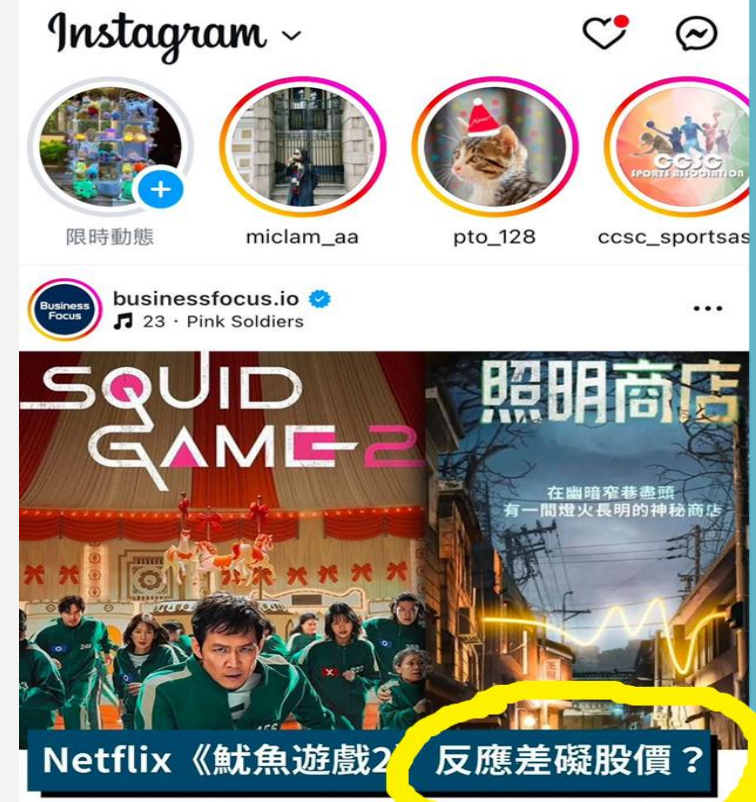 Instagram
限時動態
miclam_aa
pto_128
CCSC
SPORTS ASSOCIATION
ccsc_sportsas
Business
Focus
businessfocus.io
23 · Pink Soldiers
SQUID
GAME 2
照明商店
在幽暗窄巷盡頭
有一間燈火長明的神秘商店
Netflix《魷魚遊戲2》反應差礙股價？